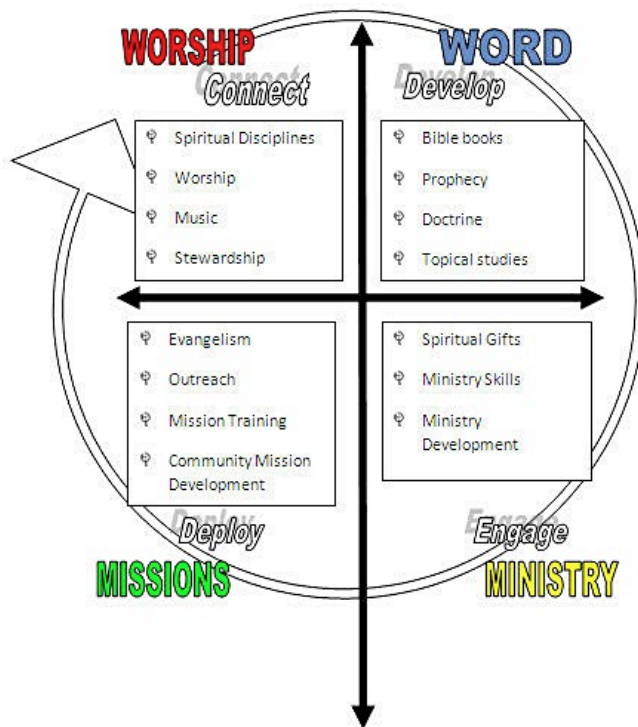 WORSHIP
Connect
Spiritual Disciplines
Worship
Music
Stewardship
WORD
Develop
Bible books
Prophecy
Doctrine
Topical studies
Evangelism
Outreach
Mission Training
Community Mission
Development
Deploy
MISSIONS
Spiritual Gifts
Ministry Skills
Ministry
Development
Engage
MINISTRY